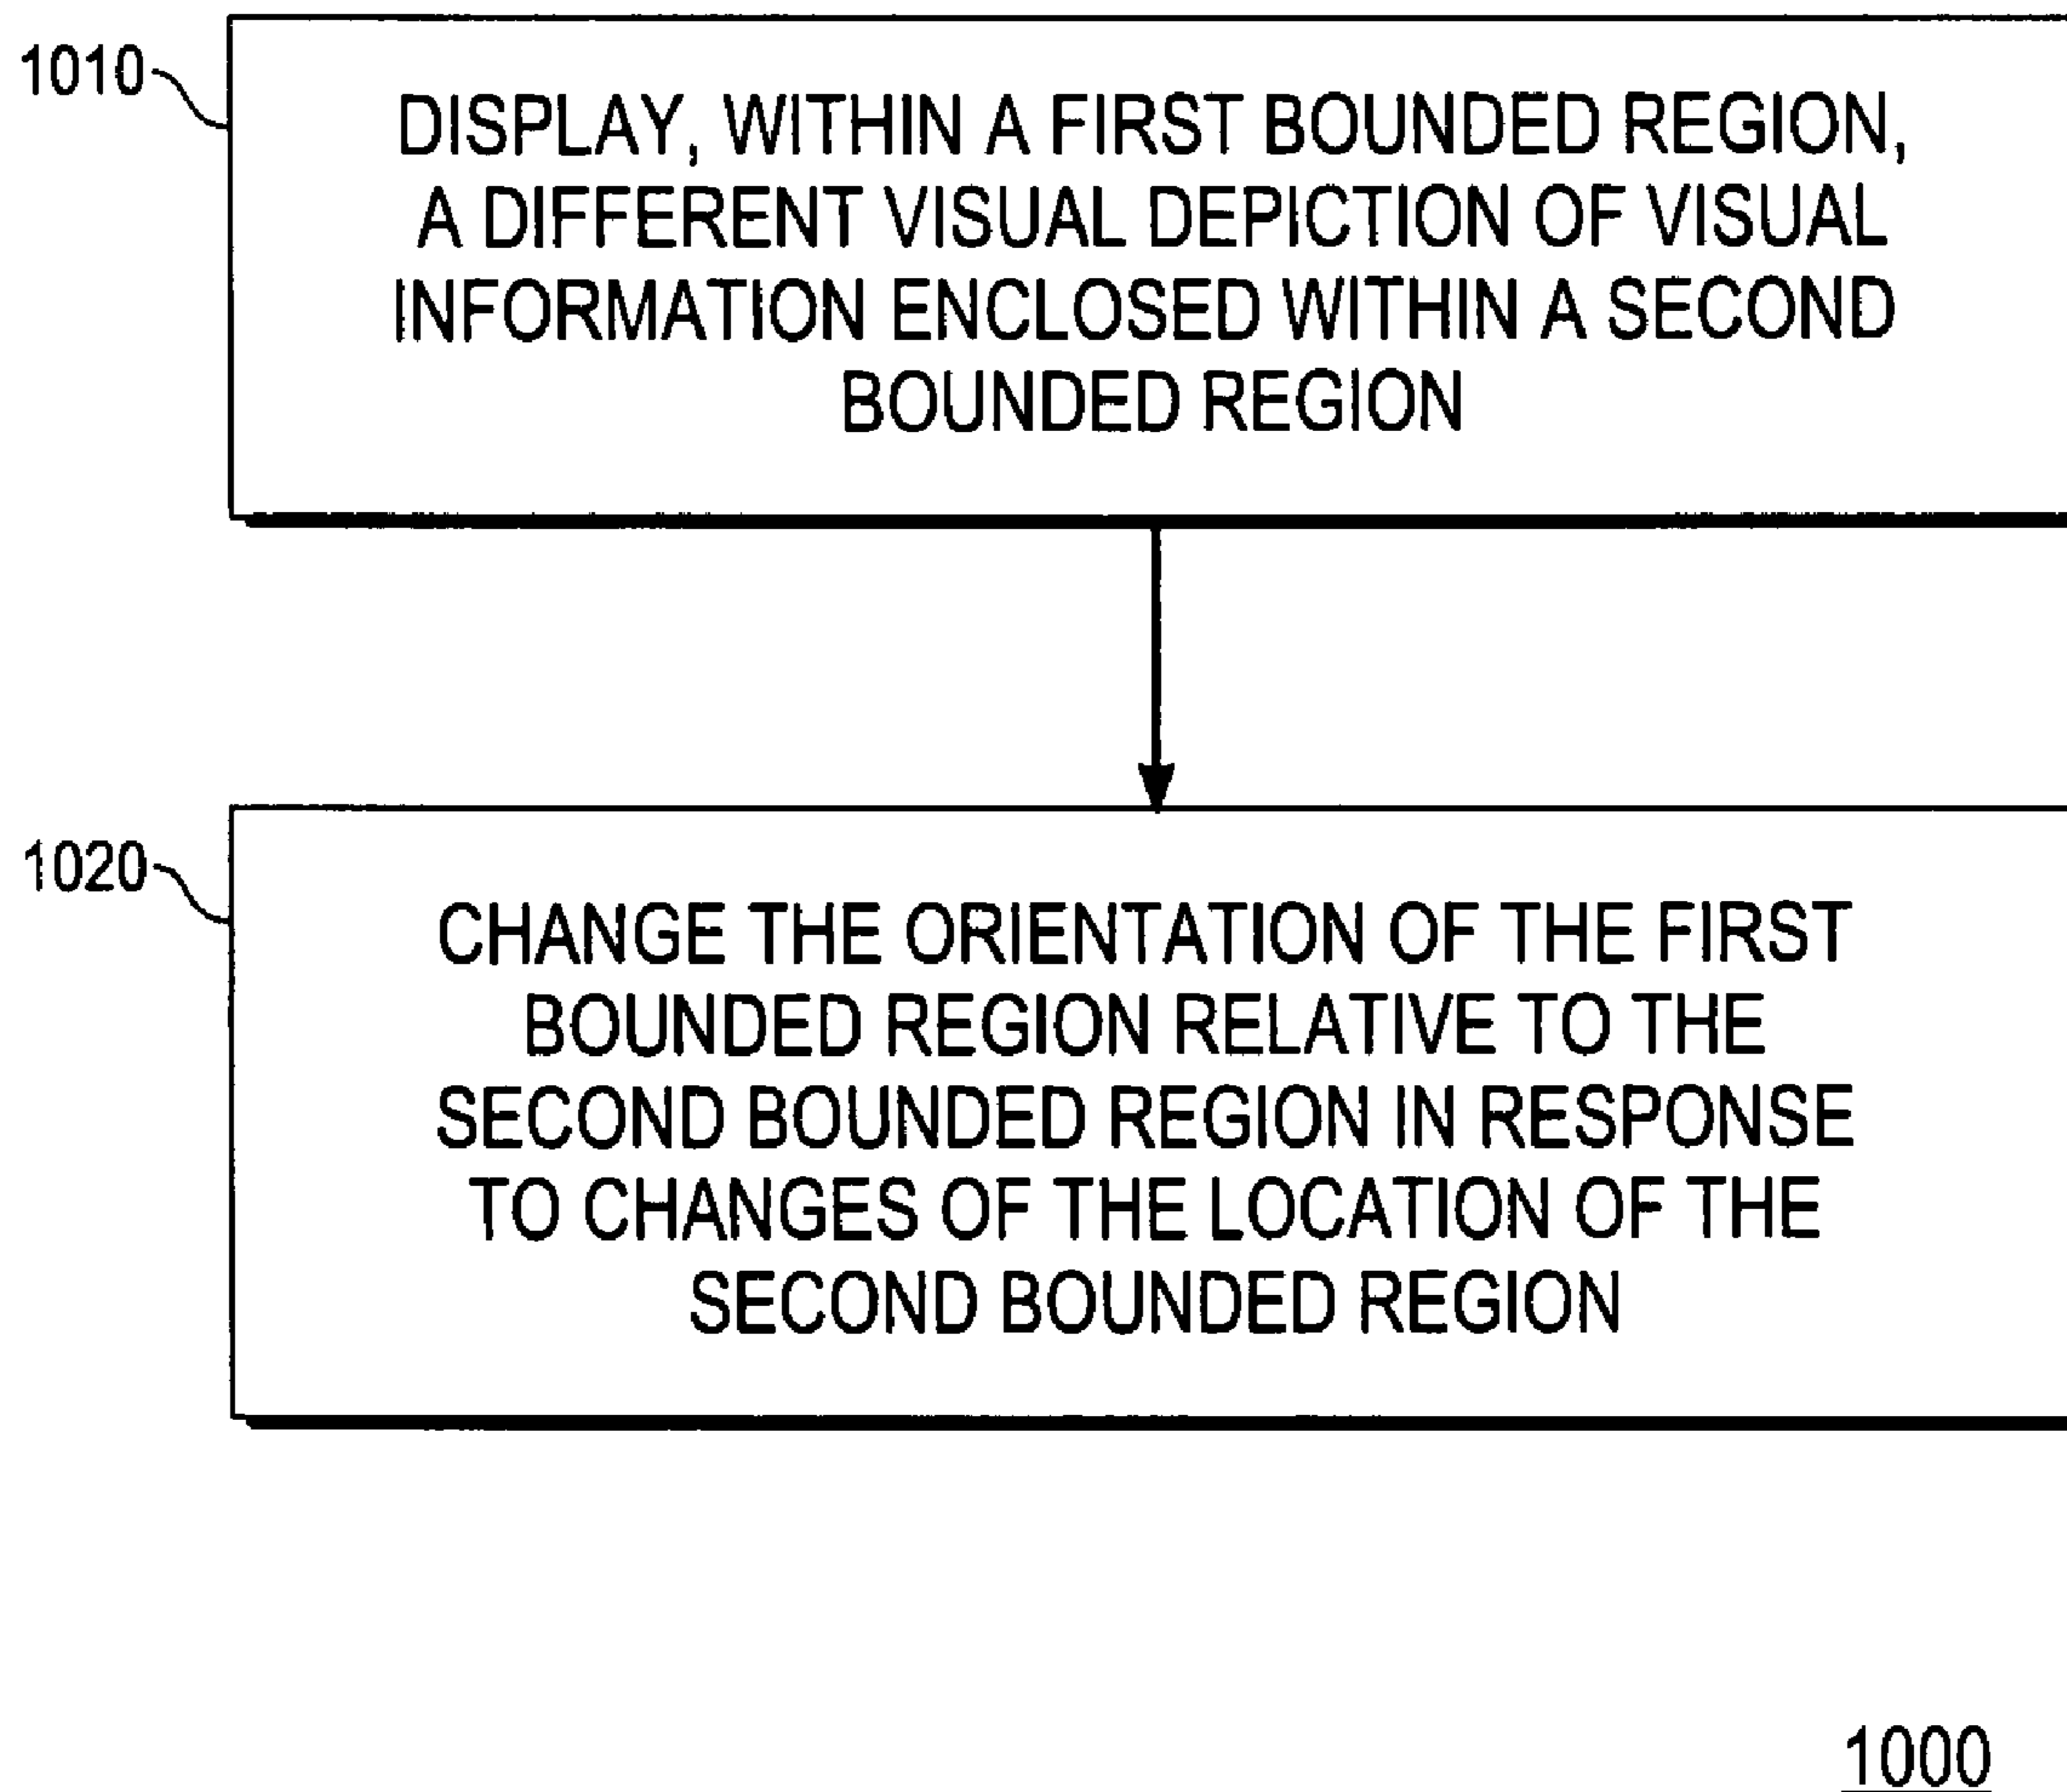 1010
DISPLAY, WITHIN A FIRST BOUNDED REGION,
A DIFFERENT VISUAL DEPICTION OF VISUAL
INFORMATION ENCLOSED WITHIN A SECOND
BOUNDED REGION
1020
CHANGE THE ORIENTATION OF THE FIRST
BOUNDED REGION RELATIVE TO THE
SECOND BOUNDED REGION IN RESPONSE
TO CHANGES OF THE LOCATION OF THE
SECOND BOUNDED REGION
1000